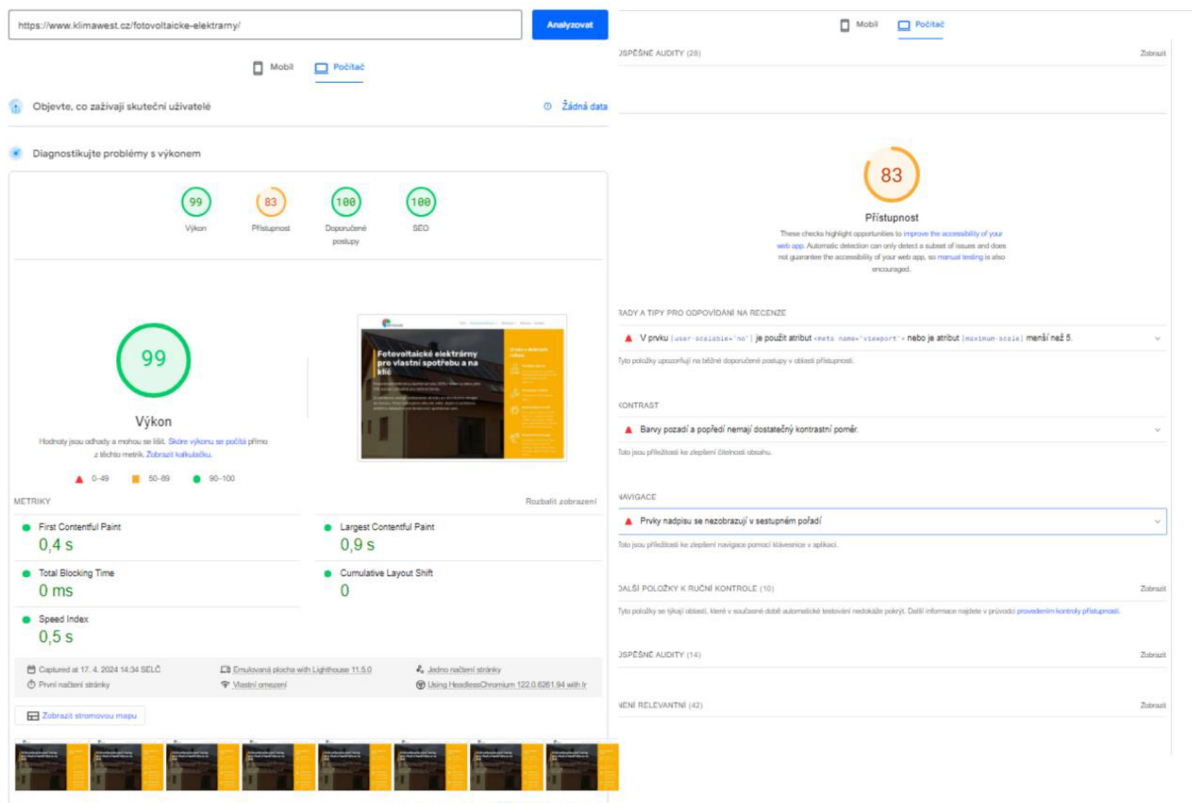 https://www.klimawest.cz/fotovoltaicke-elektrarny/
Analyzovat
Mobil
Počítač
Objevte, co zažívají skuteční uživatelé
Žádná data
Diagnostikujte problémy s výkonem
99
83
100
100
Výkon
Přístupnost
Doporučené
postupy
SEO
99
Výkon
Hodnoty jsou odhady a mohou se lišit. Skóre výkonu se počítá přímo
z těchto metrik. Zobrazit kalkulačku.
0–49
50–89
90–100
Fotovoltaické elektrárny
pro vlastní spotřebu a na
klíč
METRIKY
Rozbalit zobrazení
First Contentful Paint
0,4 s
Largest Contentful Paint
0,9 s
Total Blocking Time
0 ms
Cumulative Layout Shift
0
Speed Index
0,5 s
Captured at 17. 4. 2024 14:34 SELČ
Emulovaná plocha with Lighthouse 11.5.0
Jedno načtení stránky
První načtení stránky
Vlastní omezení
Using HeadlessChromium 122.0.6261.94 with lr
Zobrazit stromovou mapu
Mobil
Počítač
OSPĚŠNÉ AUDITY (28)
Zobrazit
83
Přístupnost
These checks highlight opportunities to improve the accessibility of your
web app. Automatic detection can only detect a subset of issues and does
not guarantee the accessibility of your web app, so manual testing is also
encouraged.
RADY A TIPY PRO ODPOVÍDÁNÍ NA RECENZE
V prvku [user-scalable="no"] je použit atribut <meta name="viewport"> nebo je atribut [maximum-scale] menší než 5.
Tyto položky upozorňují na běžné doporučené postupy v oblasti přístupnosti.
KONTRAST
Barvy pozadí a popředí nemají dostatečný kontrastní poměr.
Toto jsou příležitosti ke zlepšení čitelnosti obsahu.
NAVIGACE
Prvky nadpisu se nezobrazují v sestupném pořadí
Toto jsou příležitosti ke zlepšení navigace pomocí klávesnice v aplikaci.
DALŠÍ POLOŽKY K RUČNÍ KONTROLE (10)
Zobrazit
Tyto položky se týkají oblastí, které v současné době automatické testování nedokáže pokrýt. Další informace najdete v průvodci provedením kontroly přístupnosti.
OSPĚŠNÉ AUDITY (14)
Zobrazit
NENÍ RELEVANTNÍ (42)
Zobrazit